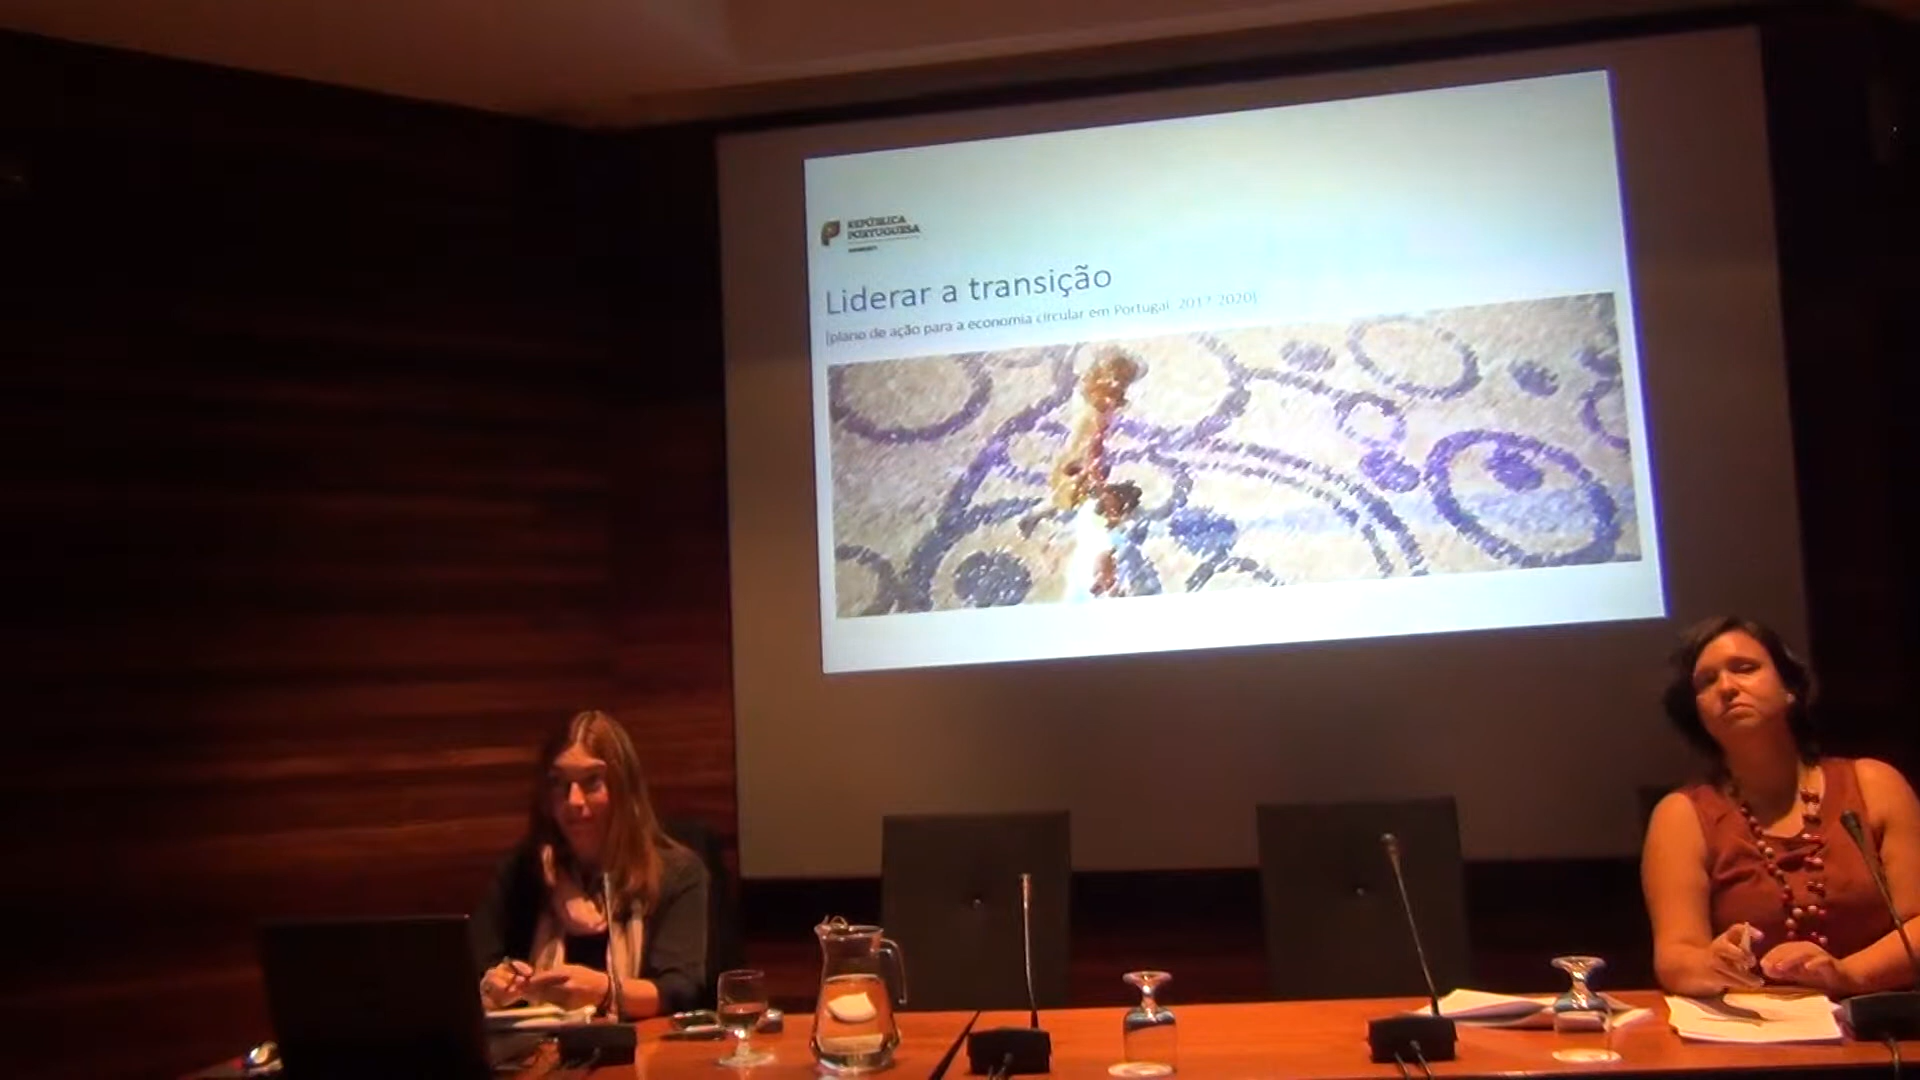 REPÚBLICA
PORTUGUESA
Liderar a transição
[plano de ação para a economia circular em Portugal: 2017-2020]